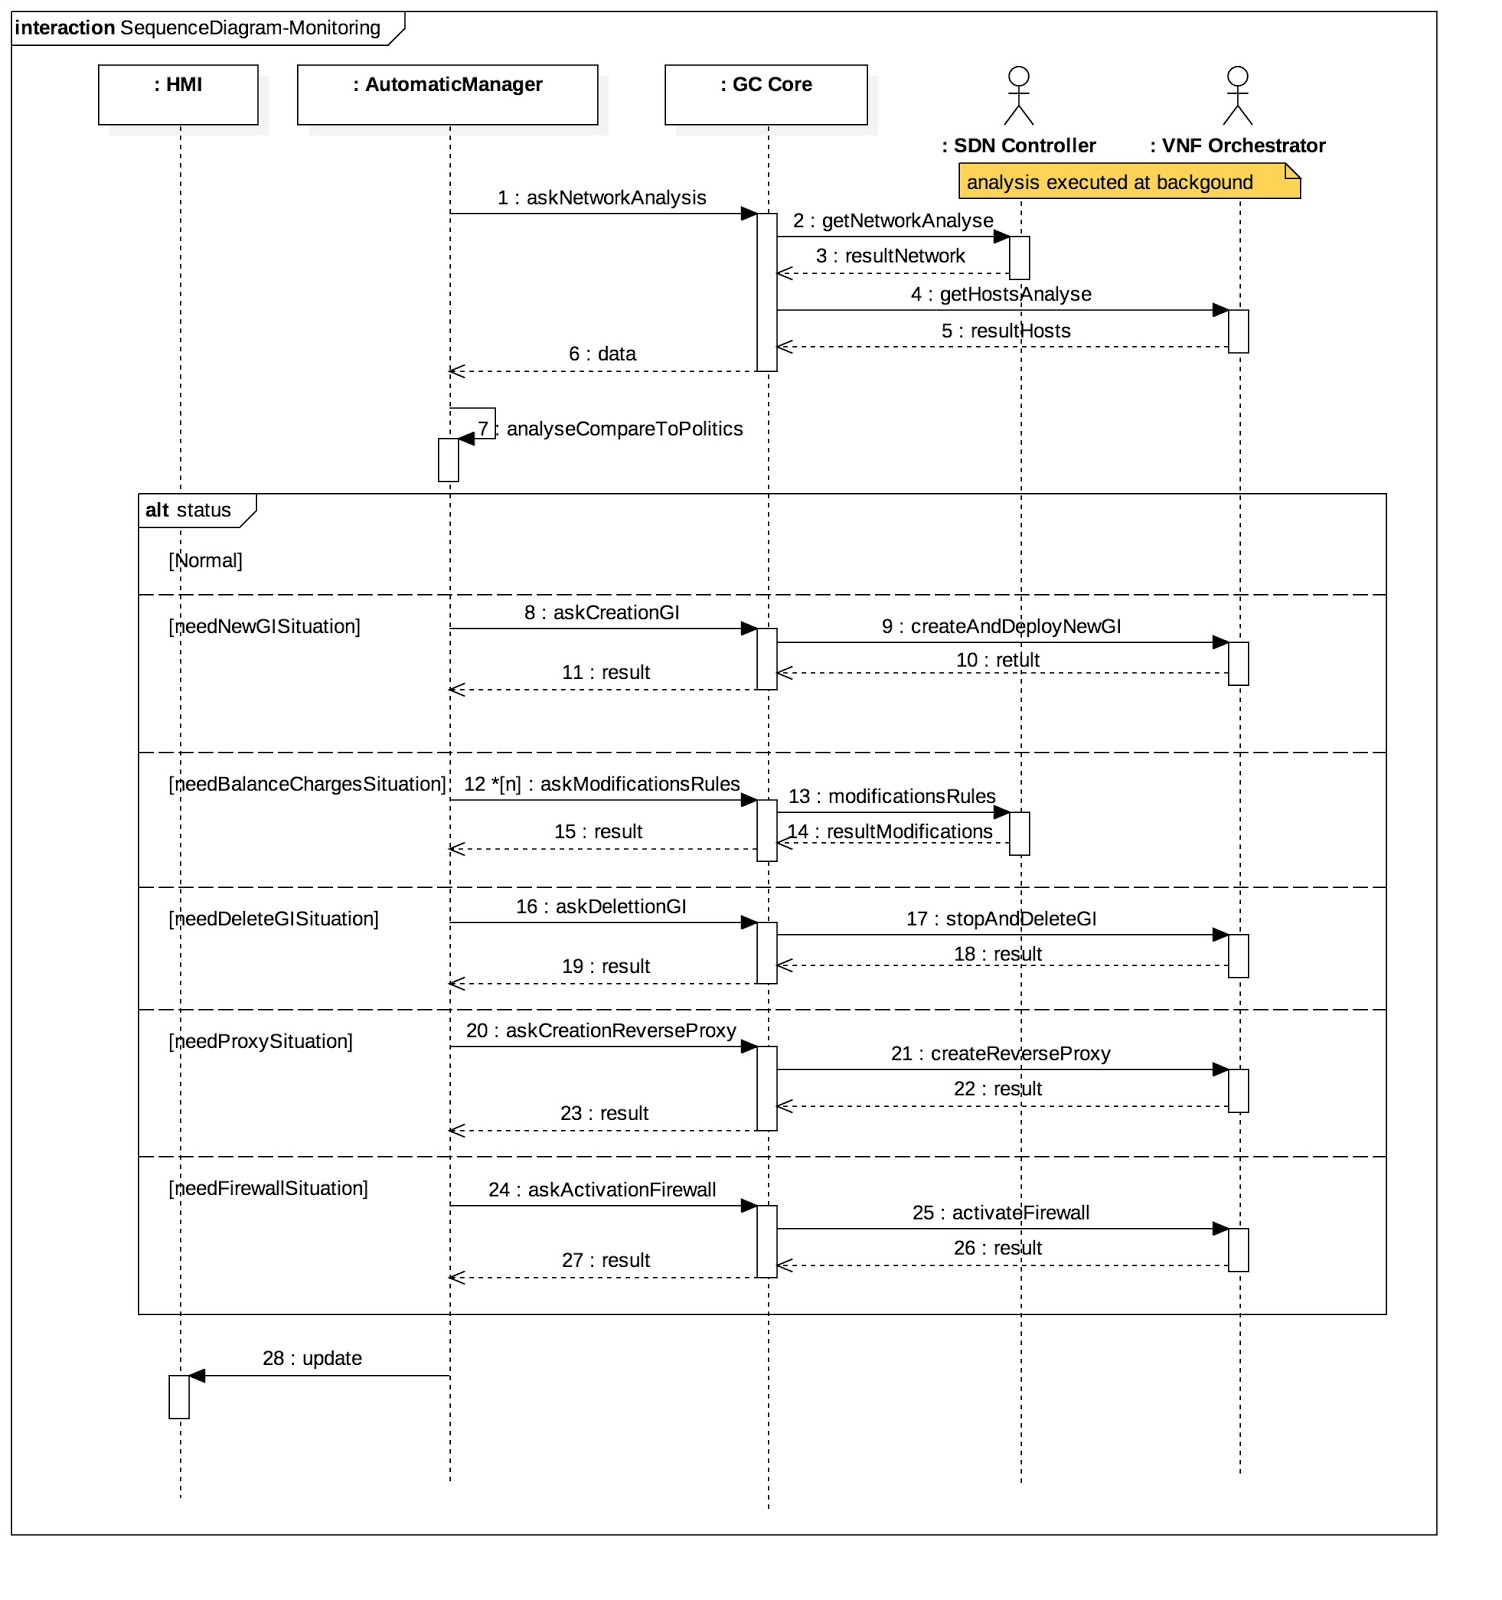 interaction SequenceDiagram-Monitoring
: HMI
: AutomaticManager
: GC Core
: SDN Controller
: VNF Orchestrator
analysis executed at backgound
1 : askNetworkAnalysis
2 : getNetworkAnalyse
3 : resultNetwork
4 : getHostsAnalyse
5 : resultHosts
6 : data
7 : analyseCompareToPolitics
alt status
[Normal]
[needNewGISituation]
8 : askCreationGI
9 : createAndDeployNewGI
10 : retult
11 : result
[needBalanceChargesSituation]
12 *[n] : askModificationsRules
13 : modificationsRules
14 : resultModifications
15 : result
[needDeleteGISituation]
16 : askDelettionGI
17 : stopAndDeleteGI
18 : result
19 : result
[needProxySituation]
20 : askCreationReverseProxy
21 : createReverseProxy
22 : result
23 : result
[needFirewallSituation]
24 : askActivationFirewall
25 : activateFirewall
26 : result
27 : result
28 : update